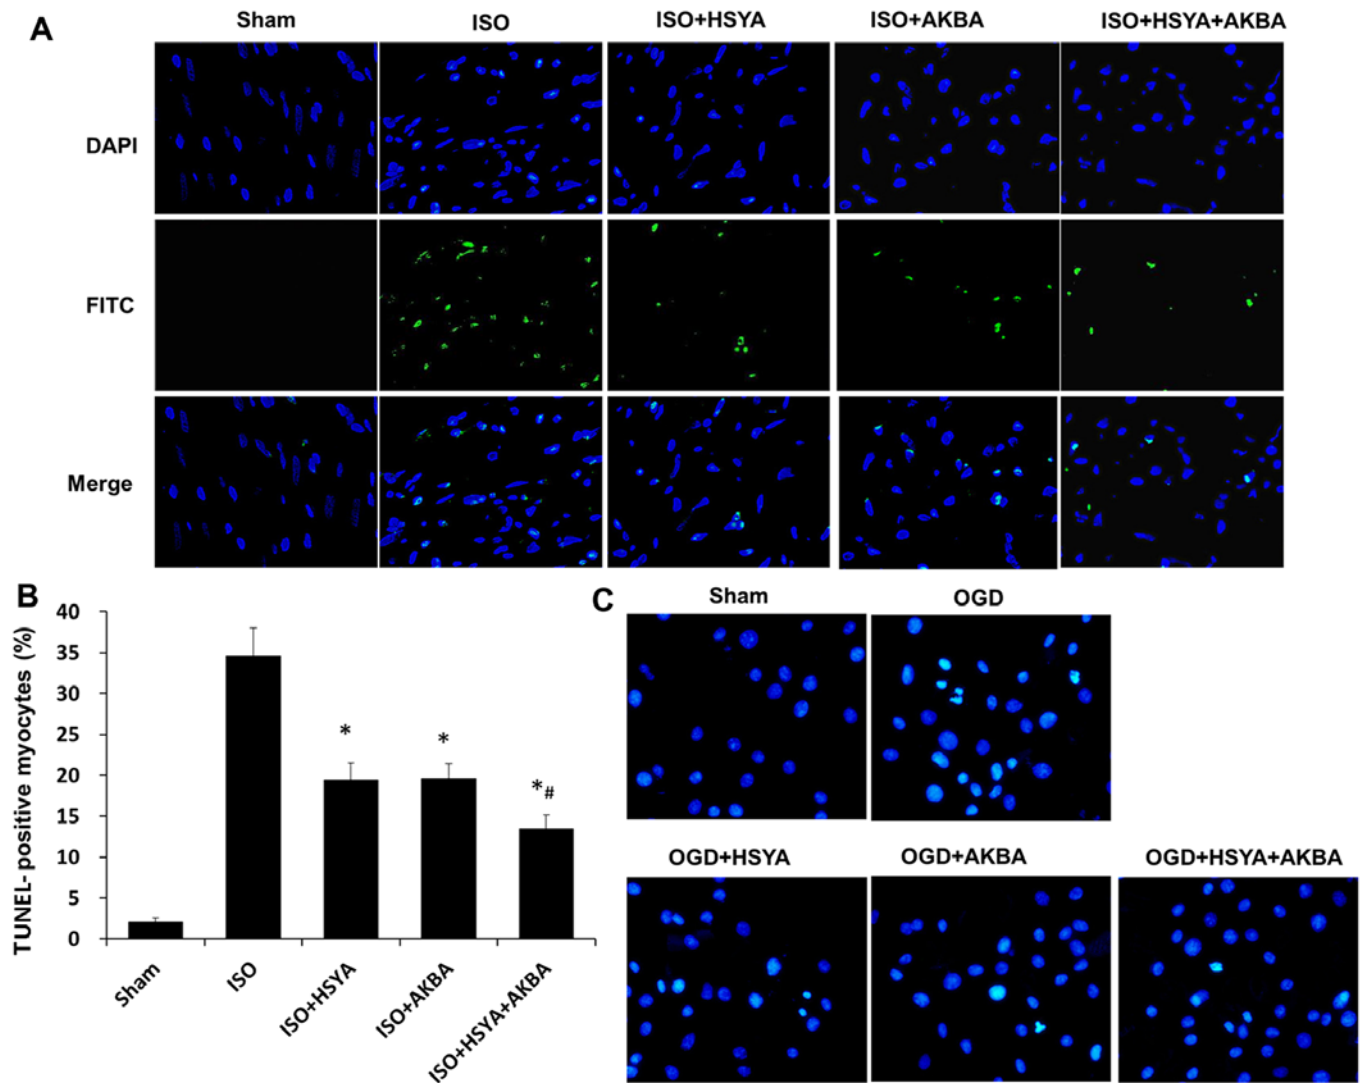 A
Sham
ISO
ISO+HSYA
ISO+AKBA
ISO+HSYA+AKBA
DAPI
FITC
Merge
B
TUNEL- positive myocytes (%)
40
35
30
25
20
15
10
5
0
*
*
*#
Sham
ISO
ISO+HSYA
ISO+AKBA
ISO+HSYA+AKBA
C
Sham
OGD
OGD+HSYA
OGD+AKBA
OGD+HSYA+AKBA